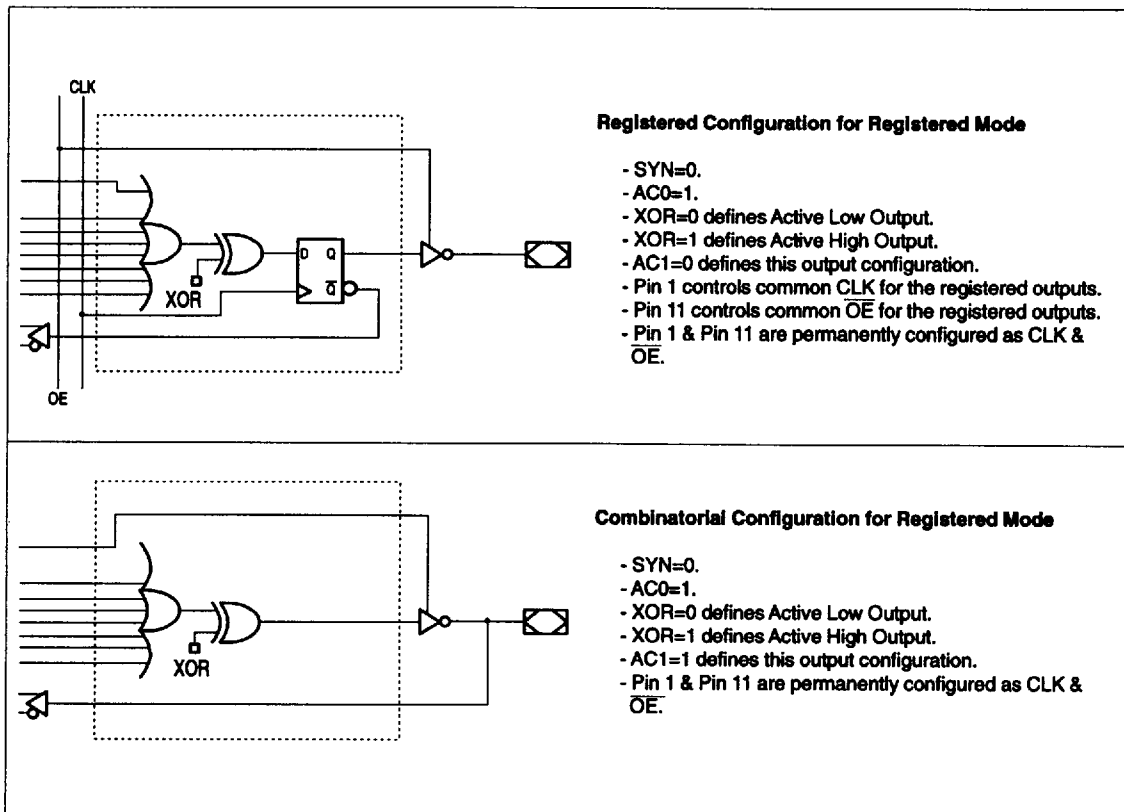 CLK
Registered Configuration for Registered Mode
- SYN=0.
- AC0=1.
- XOR=0 defines Active Low Output.
- XOR=1 defines Active High Output.
- AC1=0 defines this output configuration.
- Pin 1 controls common CLK for the registered outputs.
- Pin 11 controls common O̅E̅ for the registered outputs.
- Pin 1 & Pin 11 are permanently configured as CLK &
O̅E̅.
D Q
XOR
Q̅
OE
Combinatorial Configuration for Registered Mode
- SYN=0.
- AC0=1.
- XOR=0 defines Active Low Output.
- XOR=1 defines Active High Output.
- AC1=1 defines this output configuration.
- Pin 1 & Pin 11 are permanently configured as CLK &
O̅E̅.
XOR